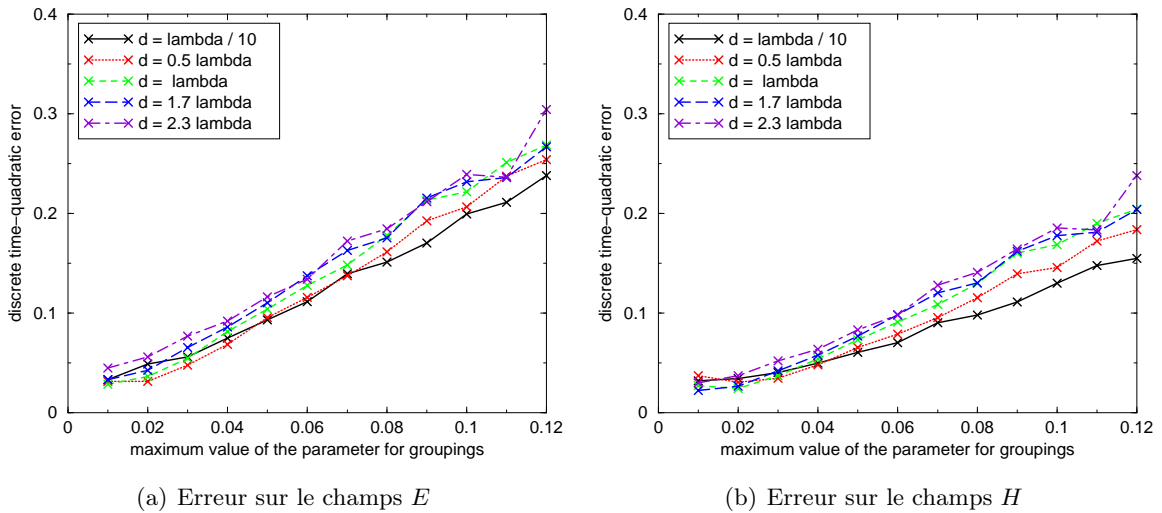 d = lambda / 10
d = 0.5 lambda
d = lambda
d = 1.7 lambda
d = 2.3 lambda
discrete time−quadratic error
0.4
0.3
0.2
0.1
0
0 0.02 0.04 0.06 0.08 0.10 0.12
maximum value of the parameter for groupings
(a) Erreur sur le champs E
d = lambda / 10
d = 0.5 lambda
d = lambda
d = 1.7 lambda
d = 2.3 lambda
discrete time−quadratic error
0.4
0.3
0.2
0.1
0
0 0.02 0.04 0.06 0.08 0.10 0.12
maximum value of the parameter for groupings
(b) Erreur sur le champs H